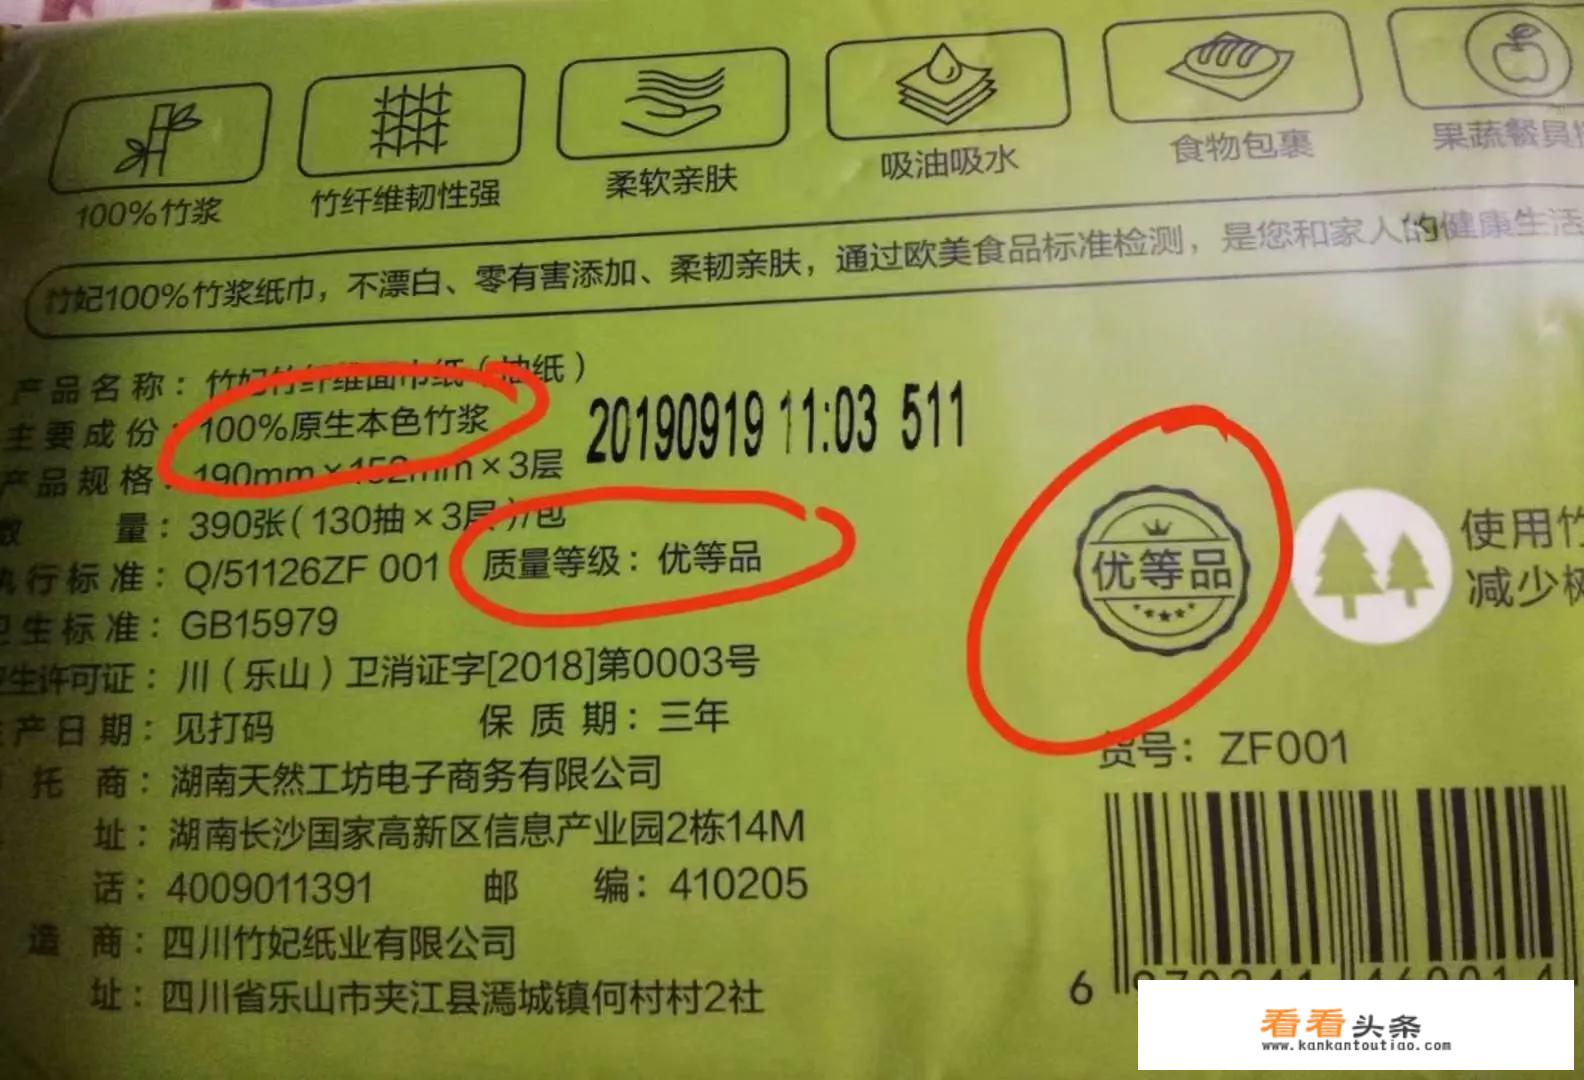 100%竹浆
竹纤维韧性强
柔软亲肤
吸油吸水
食物包裹
果蔬餐具
竹妃100%竹浆纸巾，不漂白、零有害添加、柔韧亲肤，通过欧美食品标准检测，是您和家人的健康生活
产品名称：竹妃竹纤维面巾纸（抽纸）
主要成份：100%原生本色竹浆
产品规格：190mm×152mm×3层
20190919 11:03 511
量：390张（130抽×3层）/包
执行标准：Q/51126ZF 001 质量等级：优等品
卫生标准：GB15979
卫生许可证：川（乐山）卫消证字[2018]第0003号
生产日期：见打码 保质期：三年
托商：湖南天然工坊电子商务有限公司
址：湖南长沙国家高新区信息产业园2栋14M
话：4009011391 邮编：410205
造商：四川竹妃纸业有限公司
址：四川省乐山市夹江县漹城镇何村村2社
优等品
使用竹
减少
货号：ZF001
6
看看头条
www.kankantoutiao.com